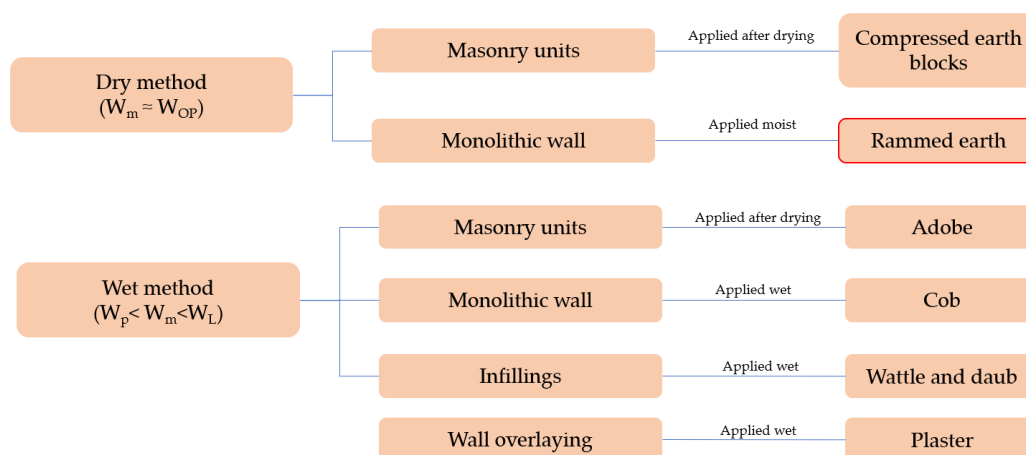 Dry method
(Wm ≈ WOP)
Masonry units
Applied after drying
Compressed earth
blocks
Monolithic wall
Applied moist
Rammed earth
Wet method
(Wp< Wm<WL)
Masonry units
Applied after drying
Adobe
Monolithic wall
Applied wet
Cob
Infillings
Applied wet
Wattle and daub
Wall overlaying
Applied wet
Plaster